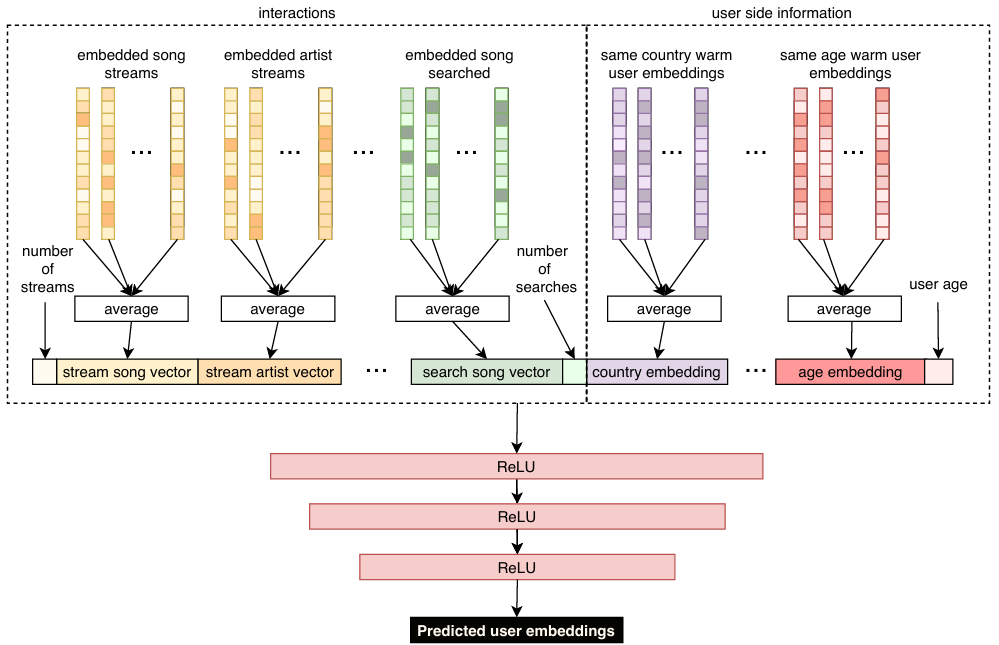 interactions
user side information
embedded song
streams
embedded artist
streams
embedded song
searched
same country warm
user embeddings
same age warm user
embeddings
...
...
...
...
...
...
...
number
of
streams
number
of
searches
user age
average
average
average
average
average
stream song vector
stream artist vector
...
search song vector
country embedding
...
age embedding
ReLU
ReLU
ReLU
Predicted user embeddings